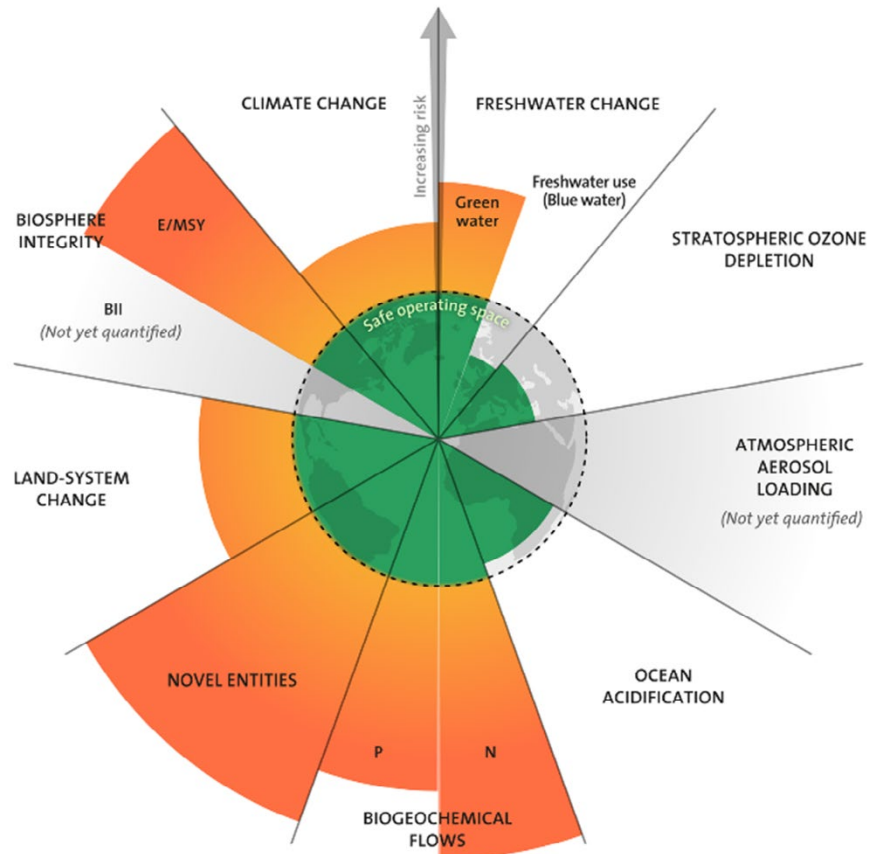 CLIMATE CHANGE
Increasing risk
FRESHWATER CHANGE
Green
water
Freshwater use
(Blue water)
STRATOSPHERIC OZONE
DEPLETION
BIOSPHERE
INTEGRITY
E/MSY
BII
(Not yet quantified)
Safe operating space
ATMOSPHERIC
AEROSOL
LOADING
(Not yet quantified)
LAND-SYSTEM
CHANGE
NOVEL ENTITIES
OCEAN
ACIDIFICATION
P
N
BIOGEOCHEMICAL
FLOWS